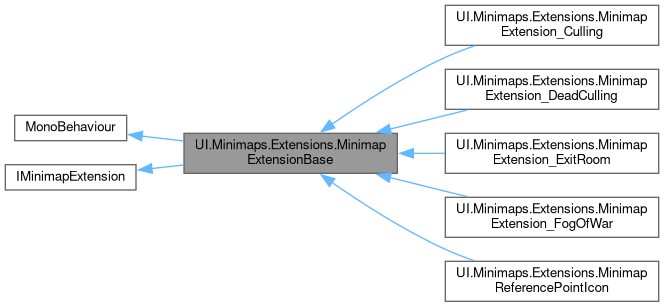 MonoBehaviour
IMinimapExtension
UI.Minimaps.Extensions.Minimap
ExtensionBase
UI.Minimaps.Extensions.Minimap
Extension_Culling
UI.Minimaps.Extensions.Minimap
Extension_DeadCulling
UI.Minimaps.Extensions.Minimap
Extension_ExitRoom
UI.Minimaps.Extensions.Minimap
Extension_FogOfWar
UI.Minimaps.Extensions.Minimap
ReferencePointIcon